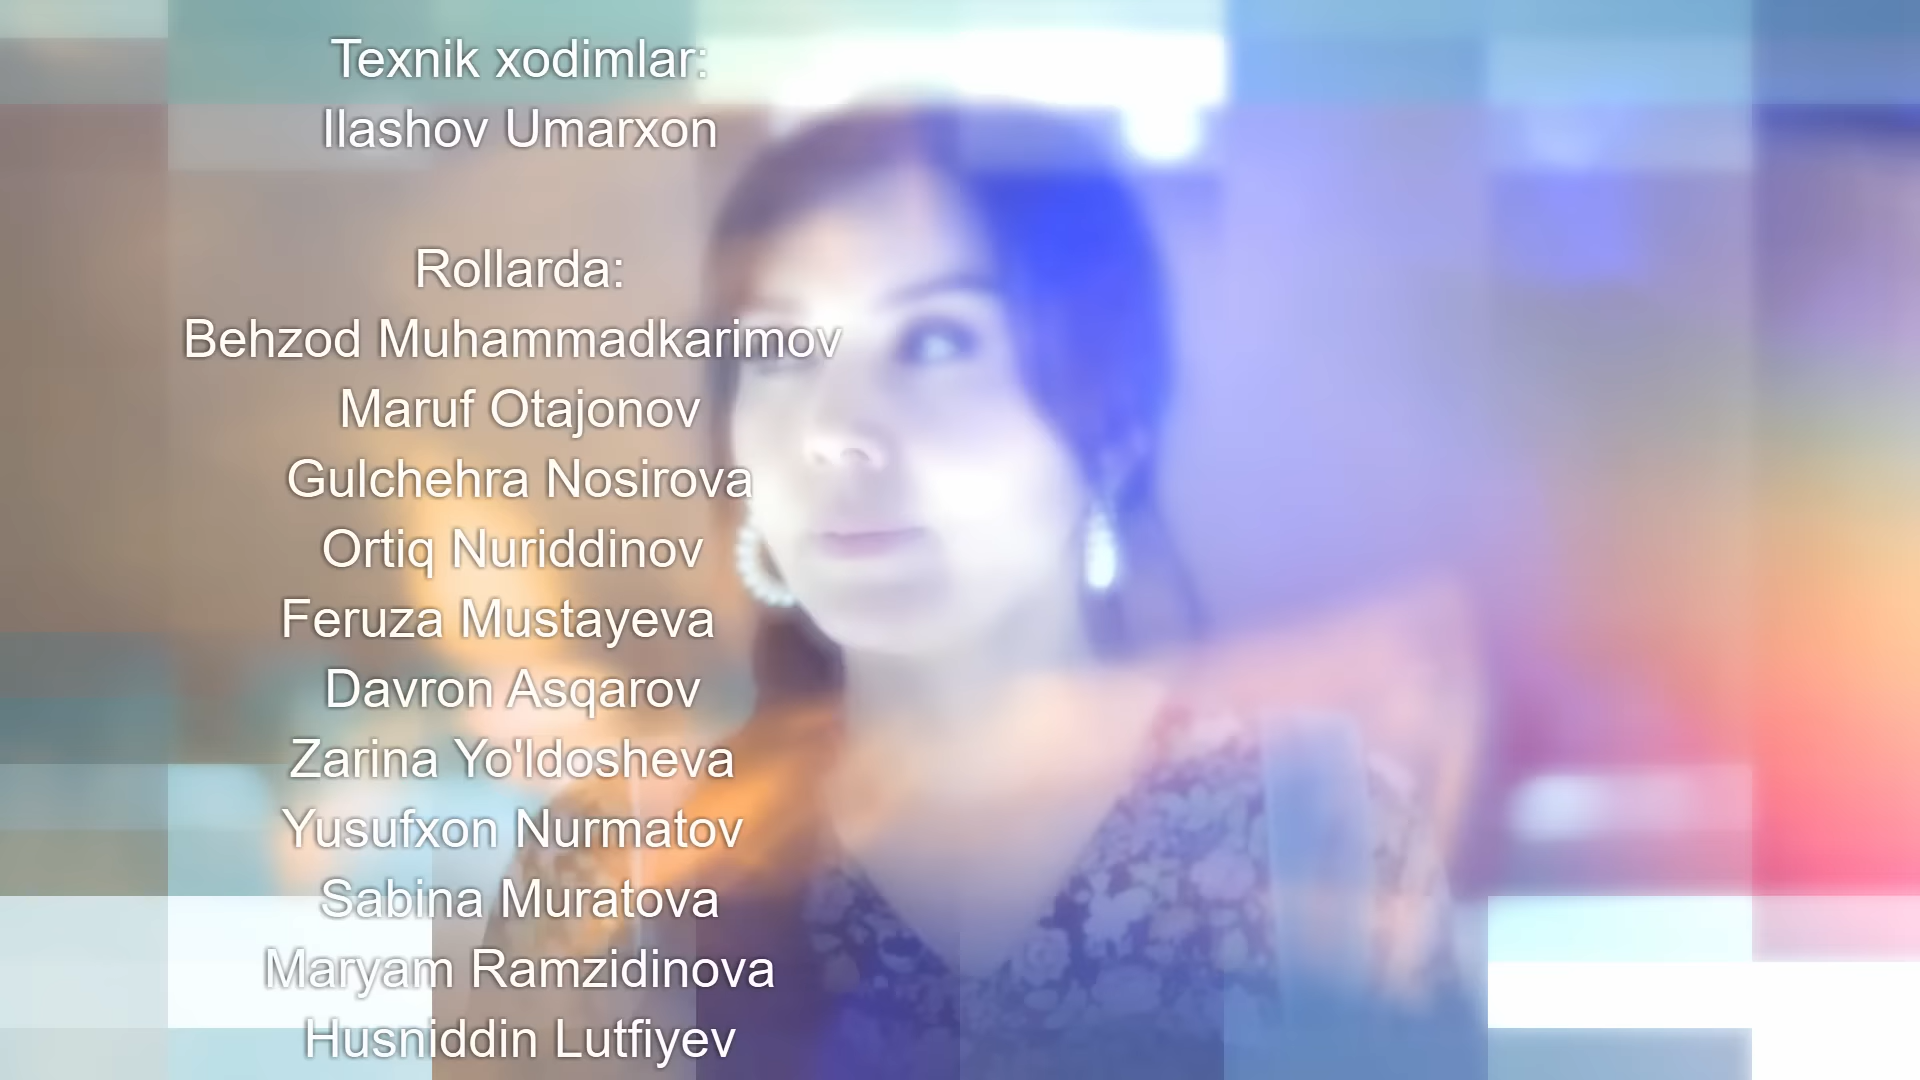 Texnik xodimlar:
Ilashov Umarxon
Rollarda:
Behzod Muhammadkarimov
Maruf Otajonov
Gulchehra Nosirova
Ortiq Nuriddinov
Feruza Mustayeva
Davron Asqarov
Zarina Yo'ldosheva
Yusufxon Nurmatov
Sabina Muratova
Maryam Ramzidinova
Husniddin Lutfiyev